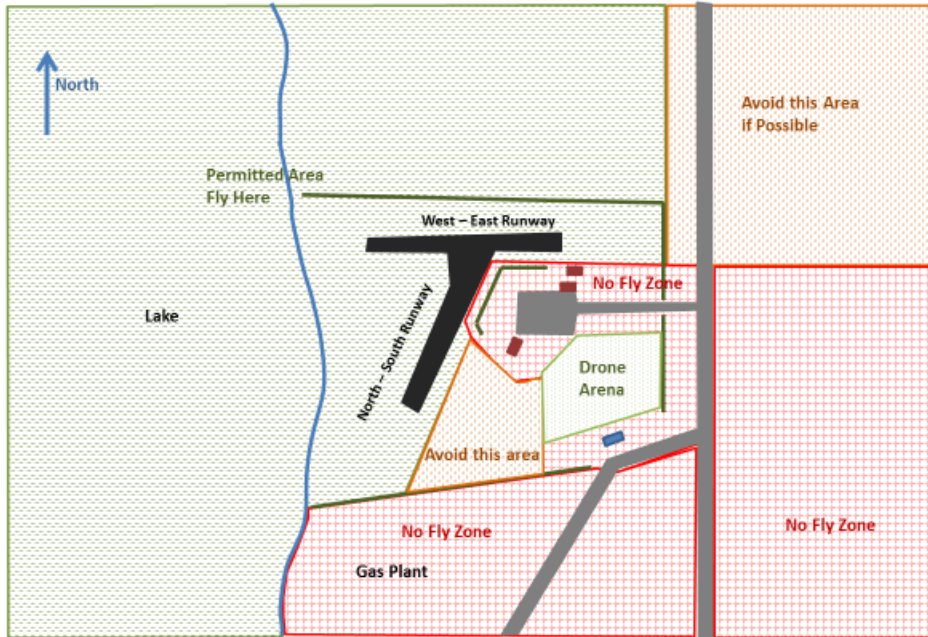 North
Avoid this Area
if Possible
Permitted Area
Fly Here
West – East Runway
No Fly Zone
Lake
North – South Runway
Drone
Arena
Avoid this area
No Fly Zone
No Fly Zone
Gas Plant